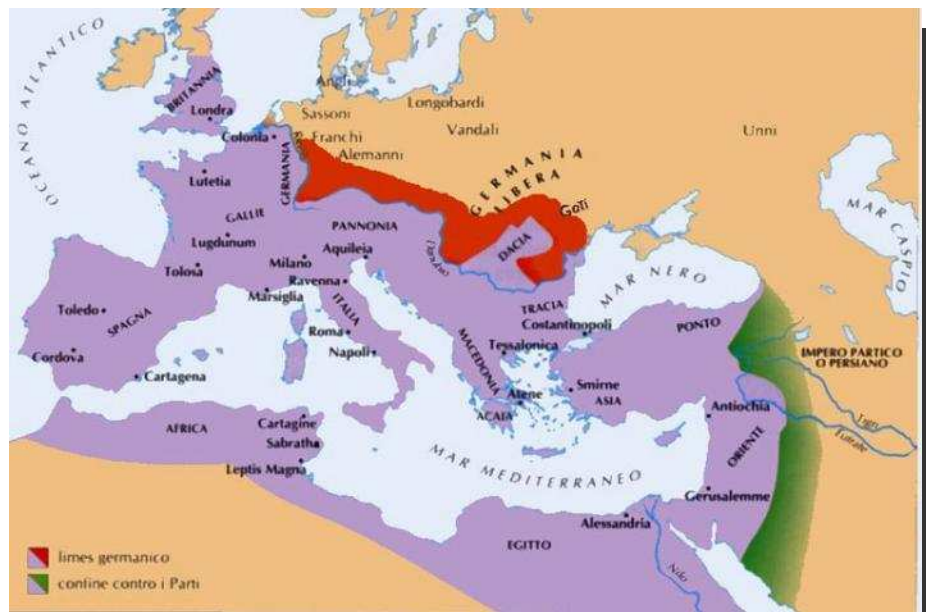 OCEANO ATLANTICO
BRITANNIA
Londra
Angli
Sassoni
Longobardi
Vandali
Unni
Franchi
Alemanni
Colonia
GERMANIA
GERMANIA
LIBERA
Goti
Lutetia
GALLIE
PANNONIA
DACIA
Danubio
MAR CASPIO
Lugdunum
Aquileia
Milano
Tolosa
Ravenna
Marsiglia
MAR NERO
TRACIA
Toledo
SPAGNA
ITALIA
Roma
Costantinopoli
PONTO
Tessalonica
MACEDONIA
IMPERO PARTICO
O PERSIANO
Cordova
Napoli
Cartagena
Smirne
ASIA
Atene
ACAIA
Antiochia
Tigri
Eufrate
ORIENTE
AFRICA
Cartagine
Sabratha
Leptis Magna
MAR MEDITERRANEO
Gerusalemme
Alessandria
EGITTO
Nilo
limes germanico
confine contro i Parti